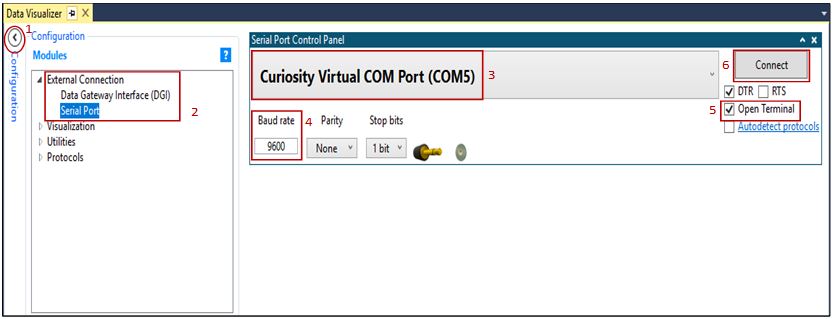 Data Visualizer
1
Configuration
Configuration
Modules
?
External Connection
Data Gateway Interface (DGI)
Serial Port
2
Visualization
Utilities
Protocols
Serial Port Control Panel
Curiosity Virtual COM Port (COM5)
3
6
Connect
DTR RTS
5
Open Terminal
Autodetect protocols
Baud rate 4 Parity Stop bits
9600 None 1 bit